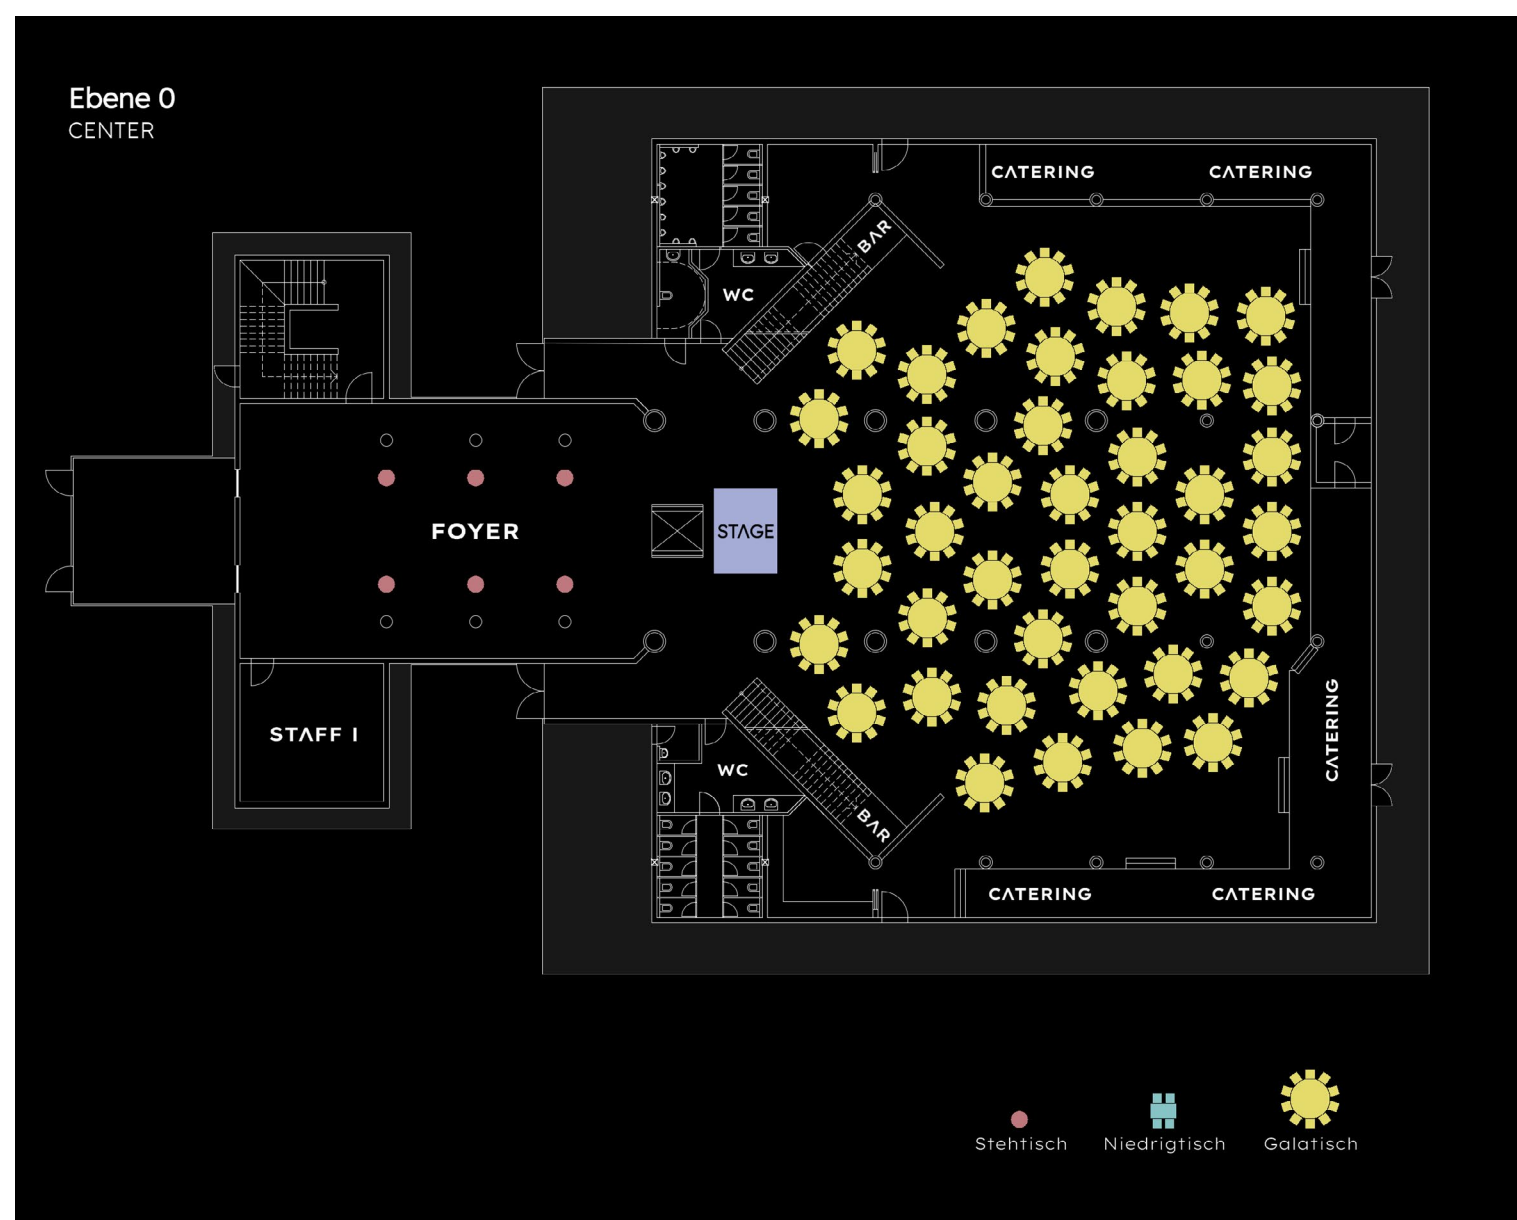 Ebene 0
CENTER
CATERING
CATERING
BAR
WC
FOYER
STAGE
STAFF I
WC
BAR
CATERING
CATERING
CATERING
Stehtisch
Niedrigtisch
Galatisch